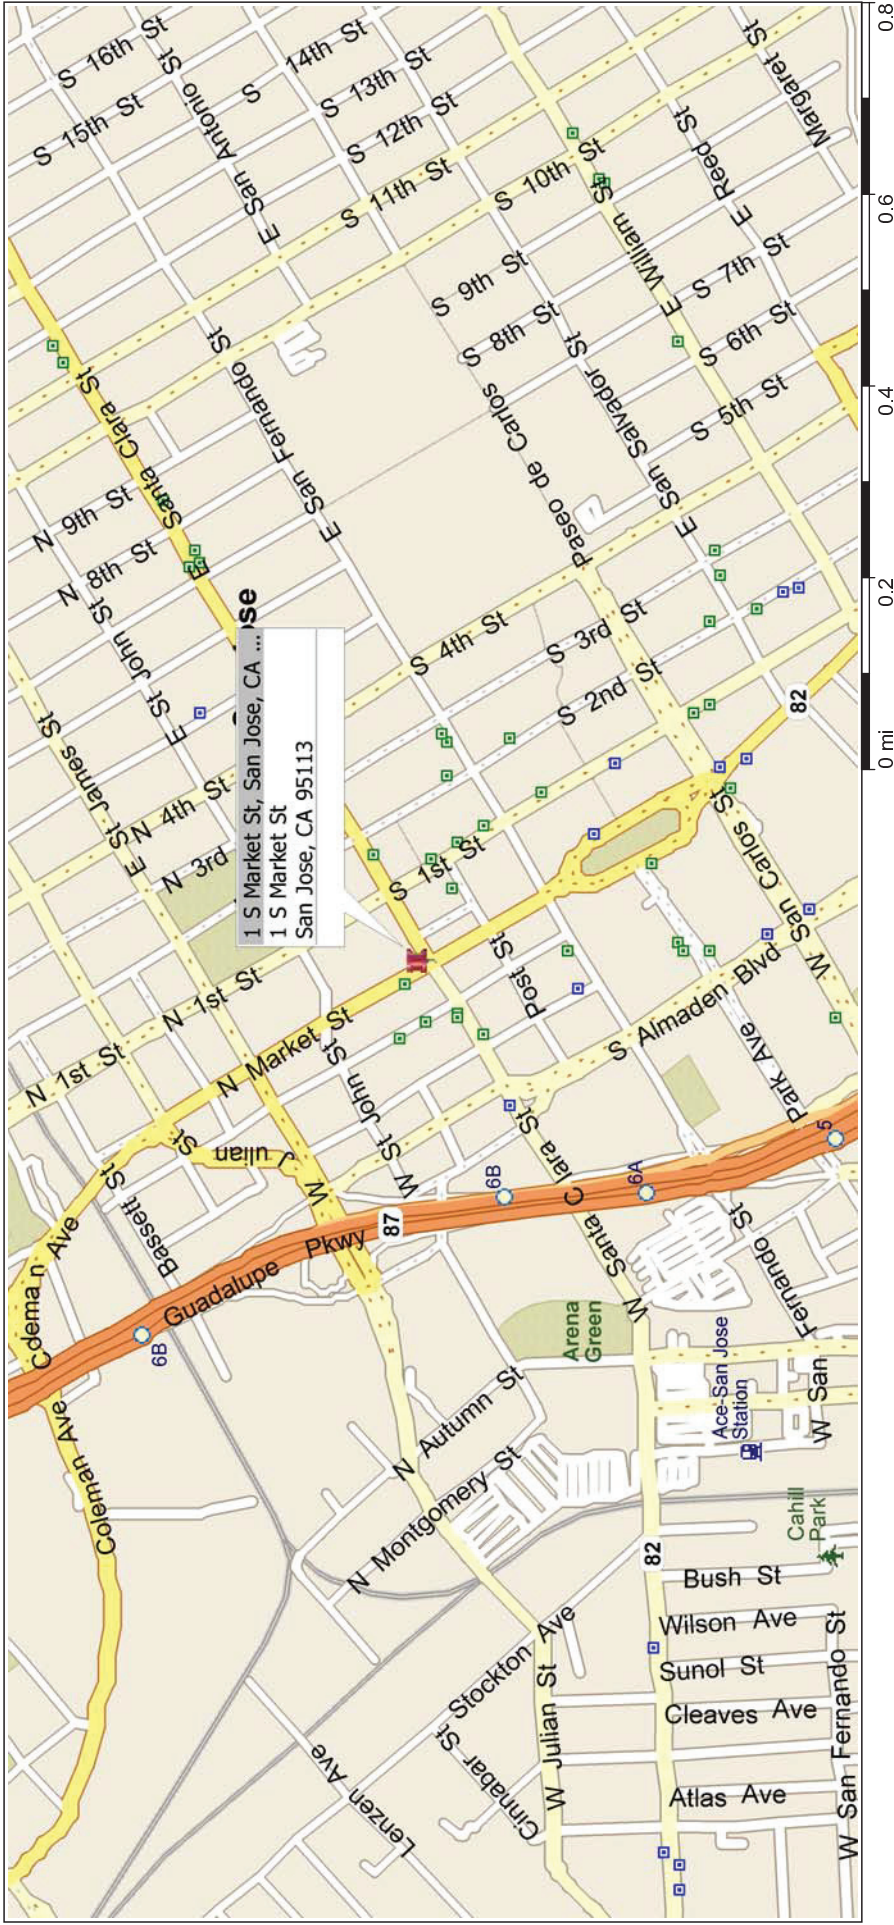 Coleman Ave
Coleman Ave
Bassett St
N 1st St
N 1st St
N Market St
Julian St
W
Guadalupe Pkwy
87
6B
6B
6A
5
W St John St
E St James St
E St John St
N 3rd
N 4th St
N 8th St
N 9th St
E Santa Clara St
S 15th St
S 16th St
E San Antonio St
S 14th St
S 13th St
S 12th St
S 11th St
S 10th St
S 9th St
S 8th St
S 7th St
S 6th St
S 5th St
S 4th St
S 3rd St
S 2nd St
S 1st St
E San Fernando St
Paseo de Carlos
E San Salvador St
E William St
E Reed St
Margaret St
ose
1 S Market St, San Jose, CA ...
1 S Market St
San Jose, CA 95113
Post St
S Almaden Blvd
Park Ave
W San Carlos St
82
W Santa Clara St
W San Fernando St
Arena
Green
N Autumn St
N Montgomery St
Ace-San Jose
Station
Cahill
Park
82
Bush St
Wilson Ave
Sunol St
Cleaves Ave
Atlas Ave
W San Fernando St
Stockton Ave
W Julian St
Cinnabar St
Lenzen Ave
0 mi
0.2
0.4
0.6
0.8